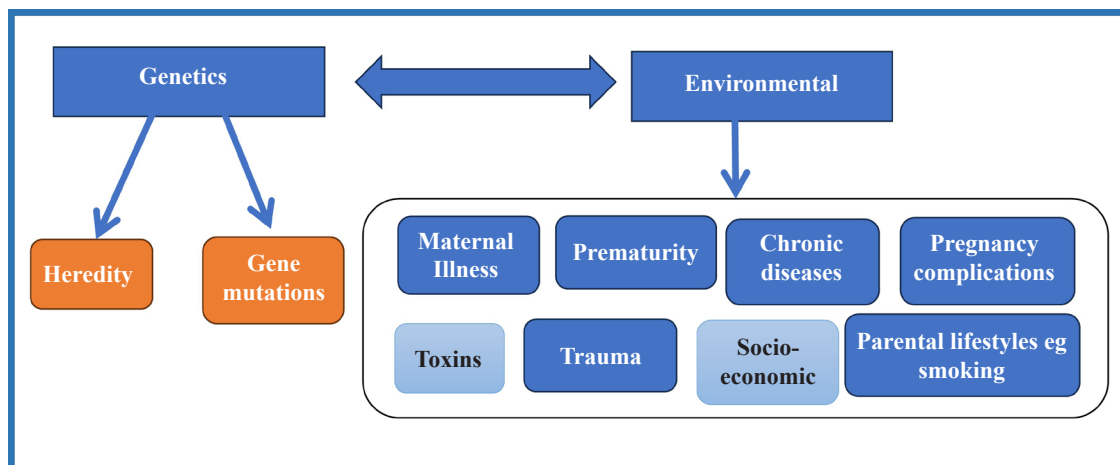 Genetics
Environmental
Heredity
Gene
mutations
Maternal
Illness
Prematurity
Chronic
diseases
Pregnancy
complications
Toxins
Trauma
Socio-
economic
Parental lifestyles eg
smoking